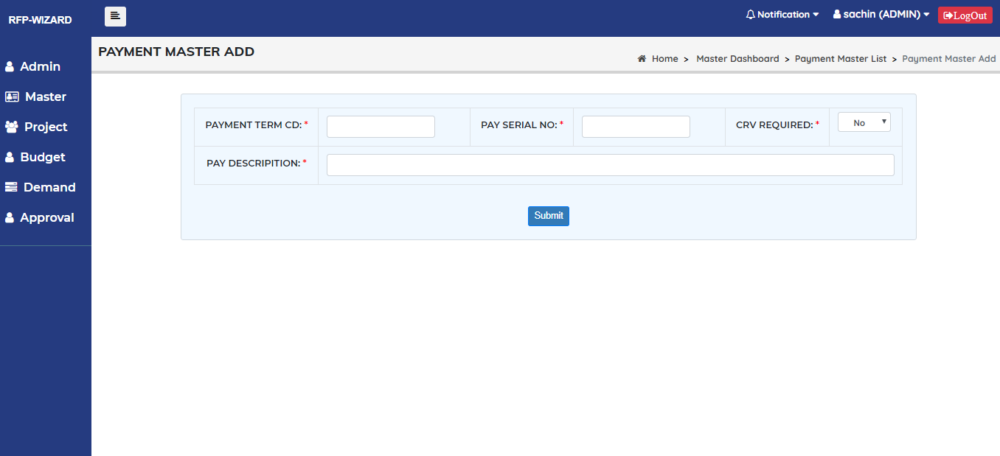 RFP-WIZARD
Notification
sachin (ADMIN)
LogOut
PAYMENT MASTER ADD
Home > Master Dashboard > Payment Master List > Payment Master Add
Admin
Master
Project
Budget
Demand
Approval
PAYMENT TERM CD: *
PAY SERIAL NO: *
CRV REQUIRED: *
No
PAY DESCRIPITION: *
Submit